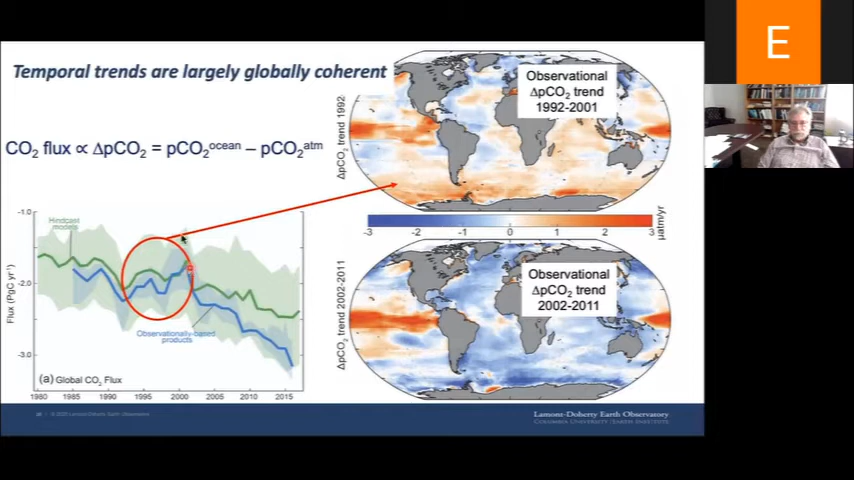 Temporal trends are largely globally coherent
CO₂ flux ∝ ΔpCO₂ = pCO₂ᵒᶜᵉᵃⁿ – pCO₂ᵃᵗᵐ
Observational
ΔpCO₂ trend
1992-2001
ΔpCO₂ trend 1992-
-3 -2 -1 0 1 2 3
µatm/yr
Observational
ΔpCO₂ trend
2002-2011
ΔpCO₂ trend 2002-2011
Flux (PgC yr⁻¹)
-1.0
-2.0
-3.0
Hindcast
models
Observationally-based
products
(a) Global CO₂ Flux
1980 1985 1990 1995 2000 2005 2010 2015
Lamont-Doherty Earth Observatory
Columbia University | Earth Institute
E